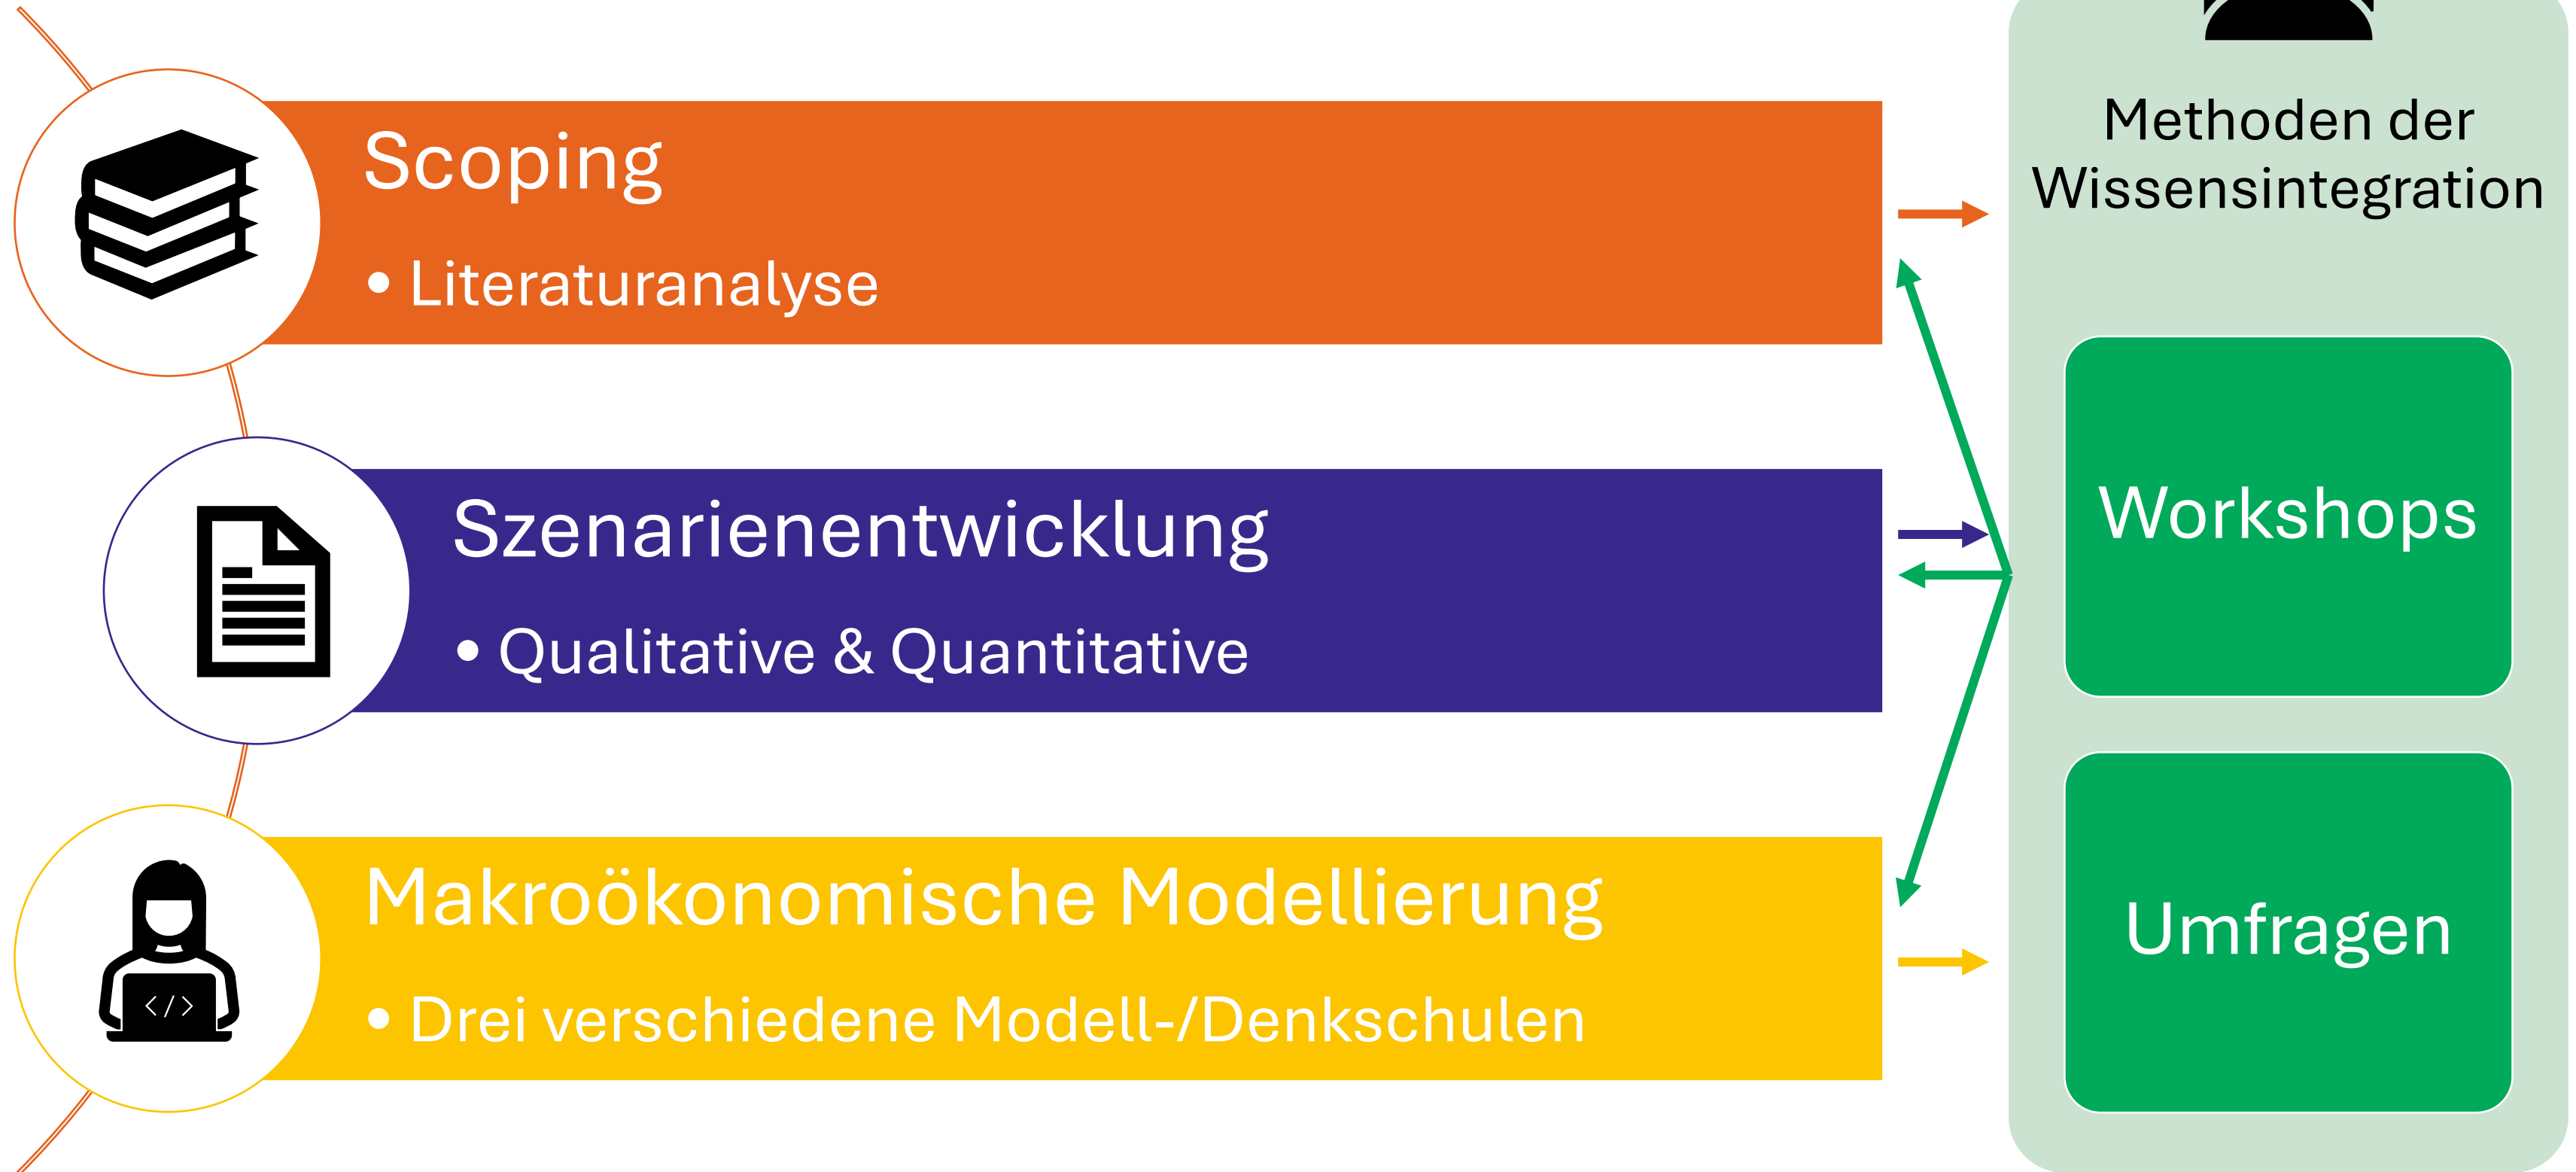 Scoping
• Literaturanalyse
Szenarienentwicklung
• Qualitative & Quantitative
Makroökonomische Modellierung
• Drei verschiedene Modell-/Denkschulen
</>
Methoden der
Wissensintegration
Workshops
Umfragen